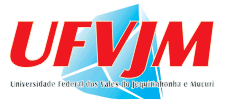 UFVJM
Universidade Federal dos Vales do Jequitinhonha e Mucuri